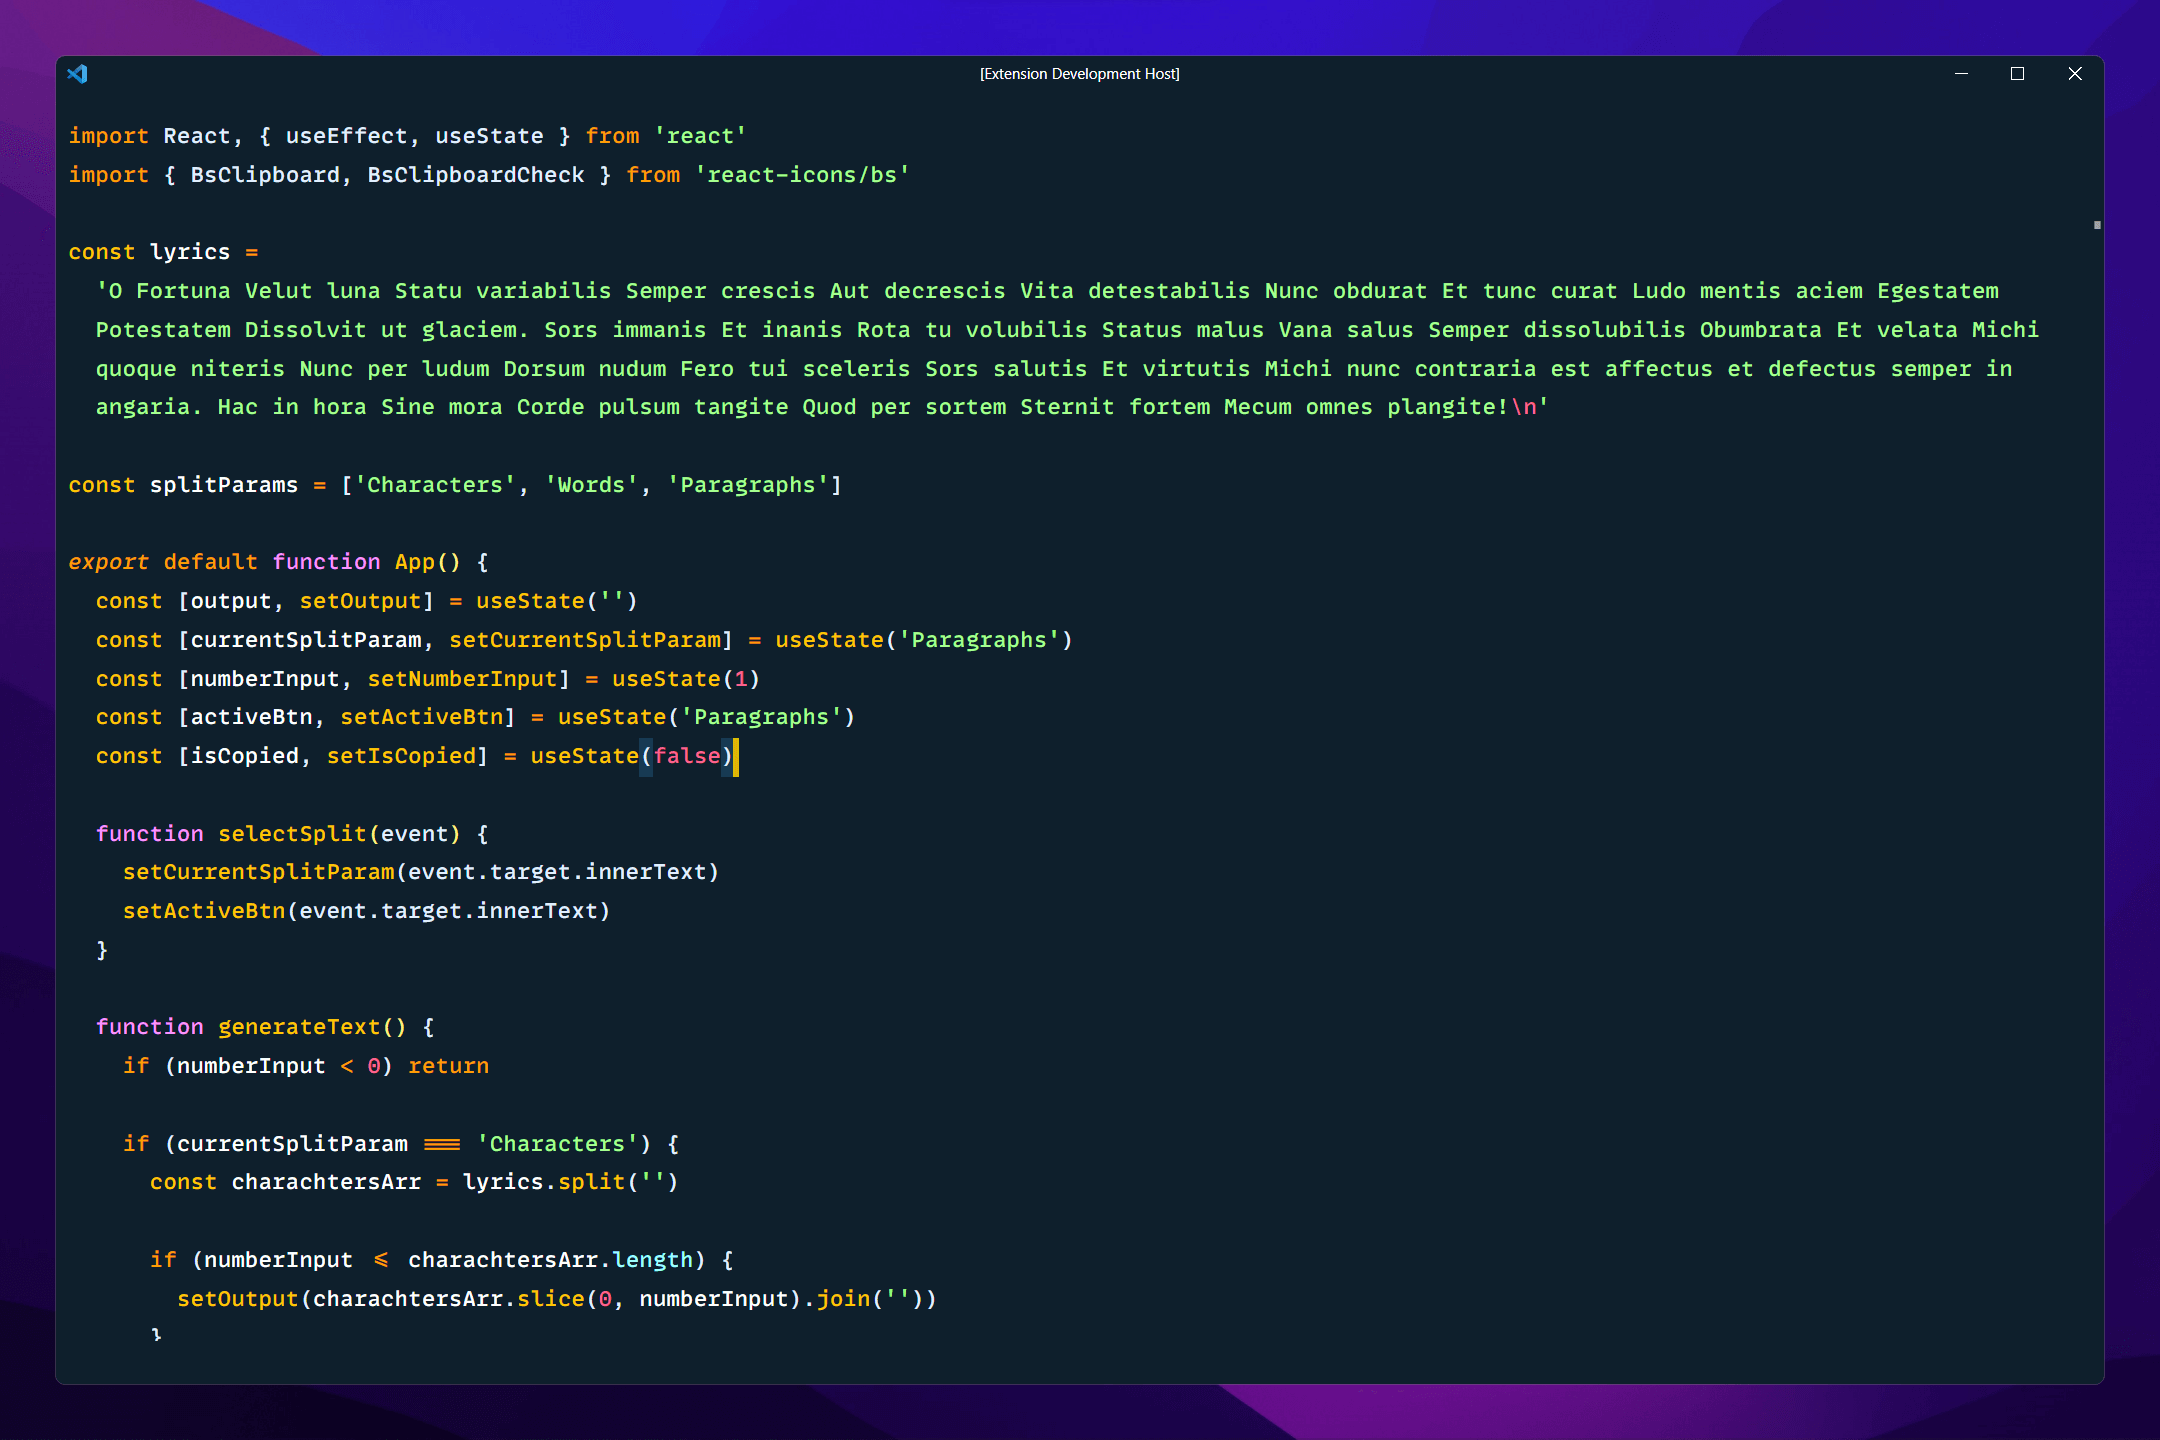 [Extension Development Host]
import React, { useEffect, useState } from 'react'
import { BsClipboard, BsClipboardCheck } from 'react-icons/bs'
const lyrics =
'O Fortuna Velut luna Statu variabilis Semper crescis Aut decrescis Vita detestabilis Nunc obdurat Et tunc curat Ludo mentis aciem Egestatem
Potestatem Dissolvit ut glaciem. Sors immanis Et inanis Rota tu volubilis Status malus Vana salus Semper dissolubilis Obumbrata Et velata Michi
quoque niteris Nunc per ludum Dorsum nudum Fero tui sceleris Sors salutis Et virtutis Michi nunc contraria est affectus et defectus semper in
angaria. Hac in hora Sine mora Corde pulsum tangite Quod per sortem Sternit fortem Mecum omnes plangite!\n'
const splitParams = ['Characters', 'Words', 'Paragraphs']
export default function App() {
const [output, setOutput] = useState('')
const [currentSplitParam, setCurrentSplitParam] = useState('Paragraphs')
const [numberInput, setNumberInput] = useState(1)
const [activeBtn, setActiveBtn] = useState('Paragraphs')
const [isCopied, setIsCopied] = useState(false)
function selectSplit(event) {
setCurrentSplitParam(event.target.innerText)
setActiveBtn(event.target.innerText)
}
function generateText() {
if (numberInput < 0) return
if (currentSplitParam === 'Characters') {
const charachtersArr = lyrics.split('')
if (numberInput <= charachtersArr.length) {
setOutput(charachtersArr.slice(0, numberInput).join(''))
}